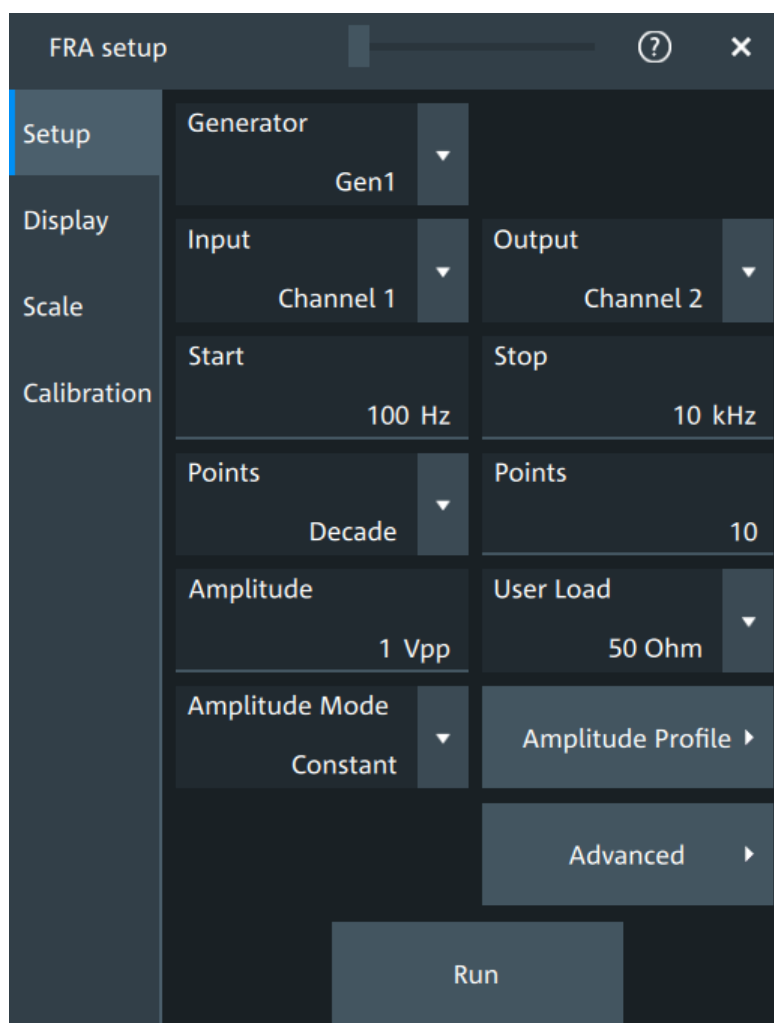 FRA setup
?
Setup
Display
Scale
Calibration
Generator
Gen1
Input
Channel 1
Output
Channel 2
Start
100 Hz
Stop
10 kHz
Points
Decade
Points
10
Amplitude
1 Vpp
User Load
50 Ohm
Amplitude Mode
Constant
Amplitude Profile
Advanced
Run